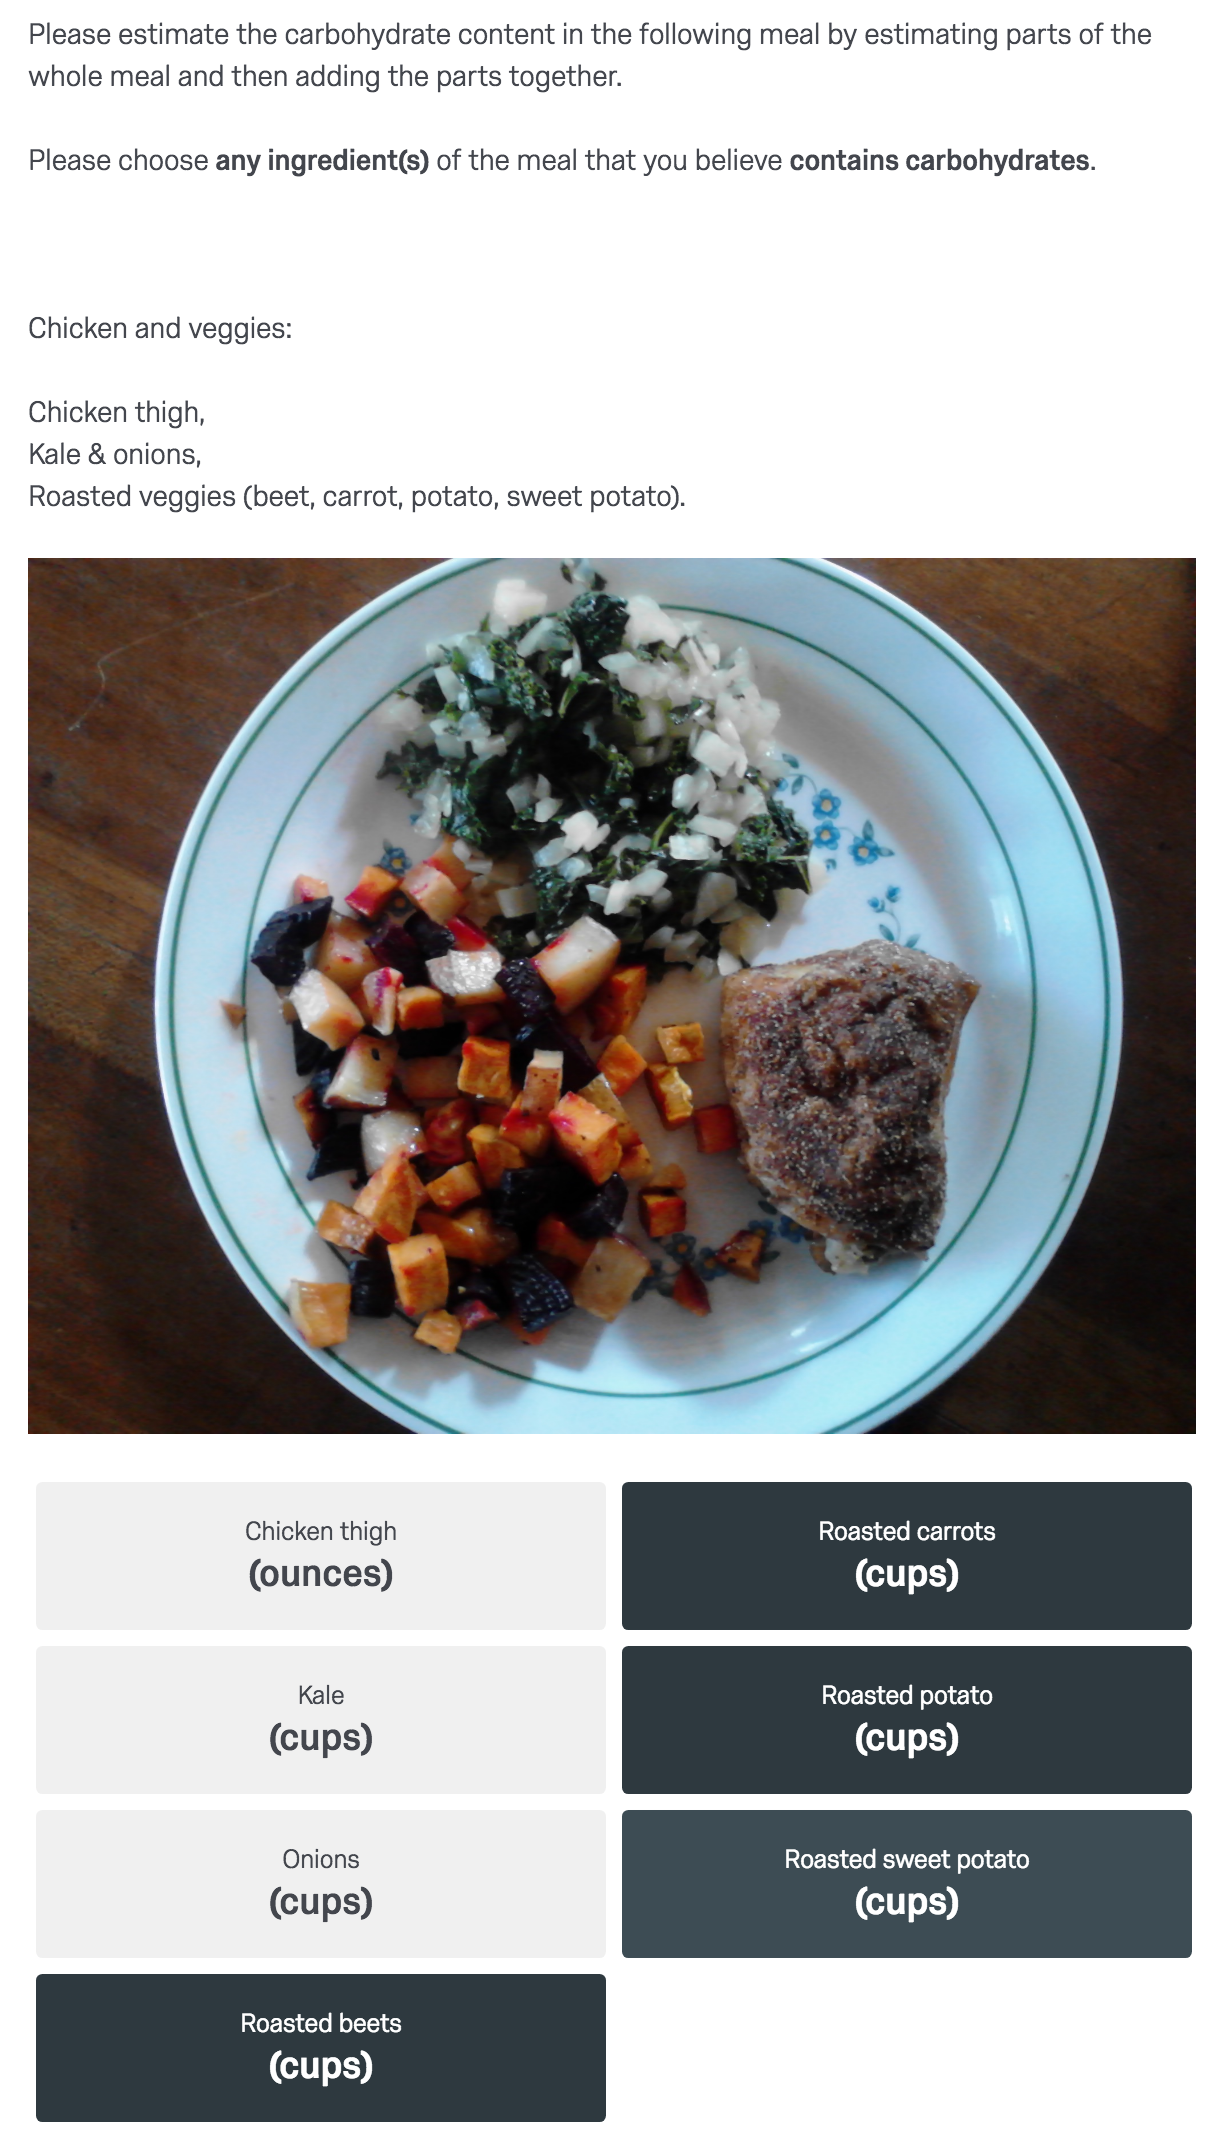 Please estimate the carbohydrate content in the following meal by estimating parts of the
whole meal and then adding the parts together.
Please choose any ingredient(s) of the meal that you believe contains carbohydrates.
Chicken and veggies:
Chicken thigh,
Kale & onions,
Roasted veggies (beet, carrot, potato, sweet potato).
Chicken thigh
(ounces)
Roasted carrots
(cups)
Kale
(cups)
Roasted potato
(cups)
Onions
(cups)
Roasted sweet potato
(cups)
Roasted beets
(cups)